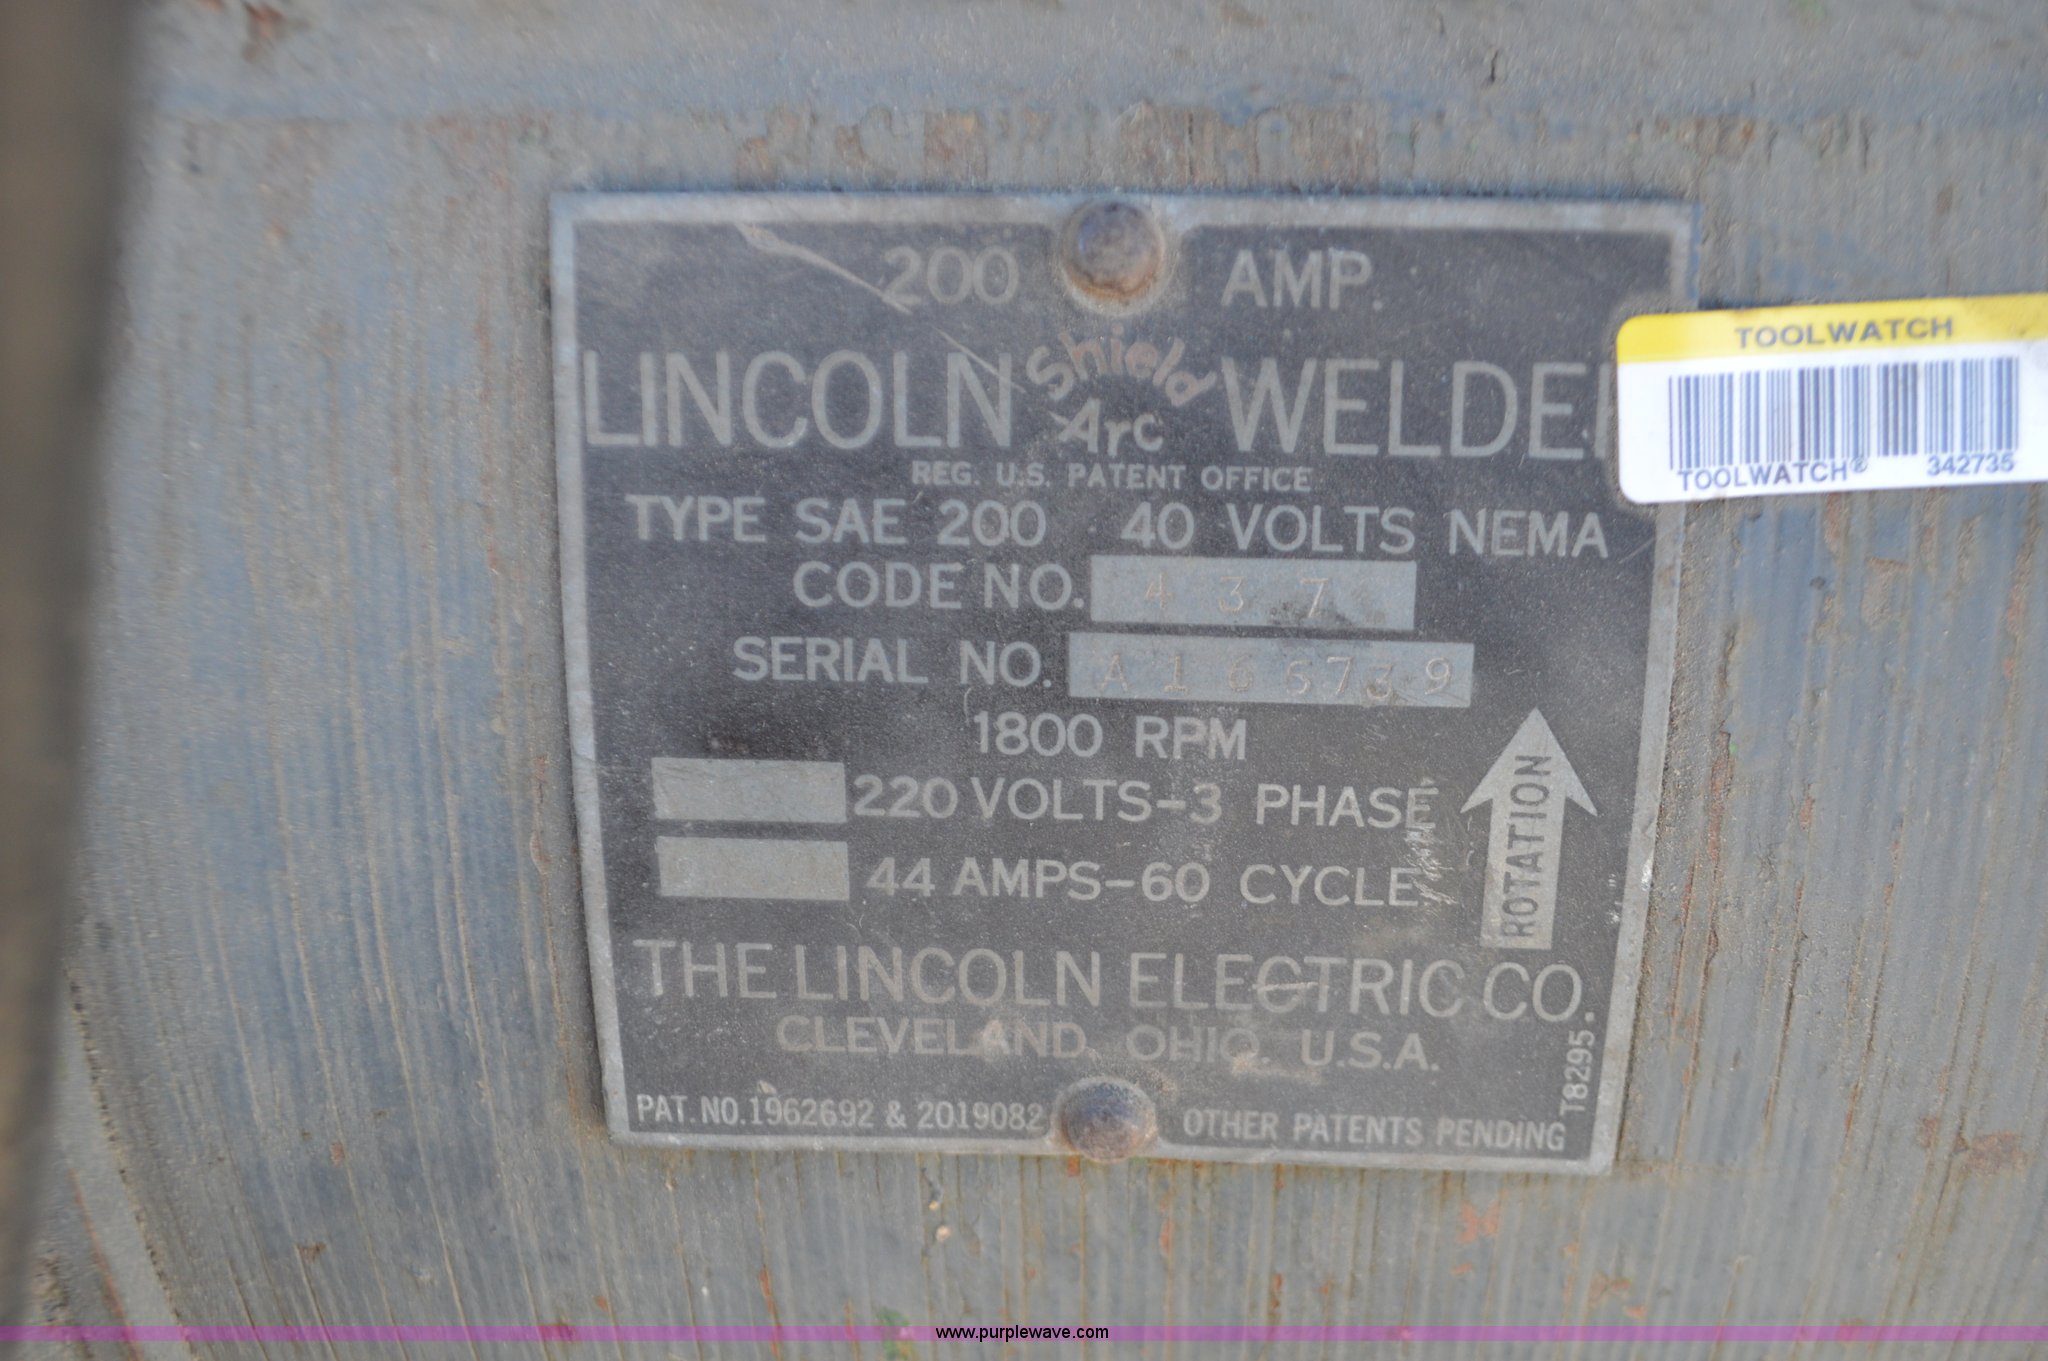 200 AMP.
LINCOLN Shield Arc WELDER
REG. U.S. PATENT OFFICE
TYPE SAE 200 40 VOLTS NEMA
CODE NO. 437
SERIAL NO. A166739
1800 RPM
220 VOLTS-3 PHASE
44 AMPS-60 CYCLE
ROTATION
THE LINCOLN ELECTRIC CO.
CLEVELAND, OHIO, U.S.A.
T8295.
PAT. NO. 1962692 & 2019082 OTHER PATENTS PENDING
TOOLWATCH
TOOLWATCH® 342735
www.purplewave.com